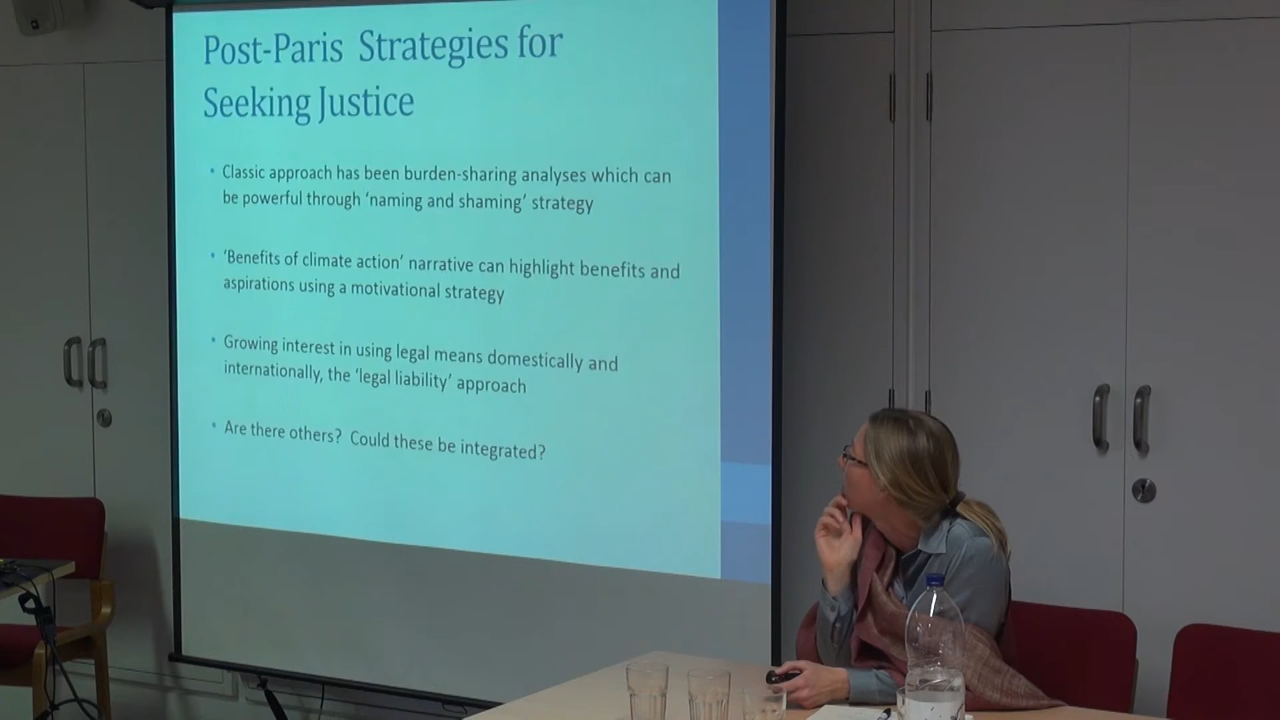 Post-Paris Strategies for
Seeking Justice
• Classic approach has been burden-sharing analyses which can
be powerful through ‘naming and shaming’ strategy
• ‘Benefits of climate action’ narrative can highlight benefits and
aspirations using a motivational strategy
• Growing interest in using legal means domestically and
internationally, the ‘legal liability’ approach
• Are there others? Could these be integrated?